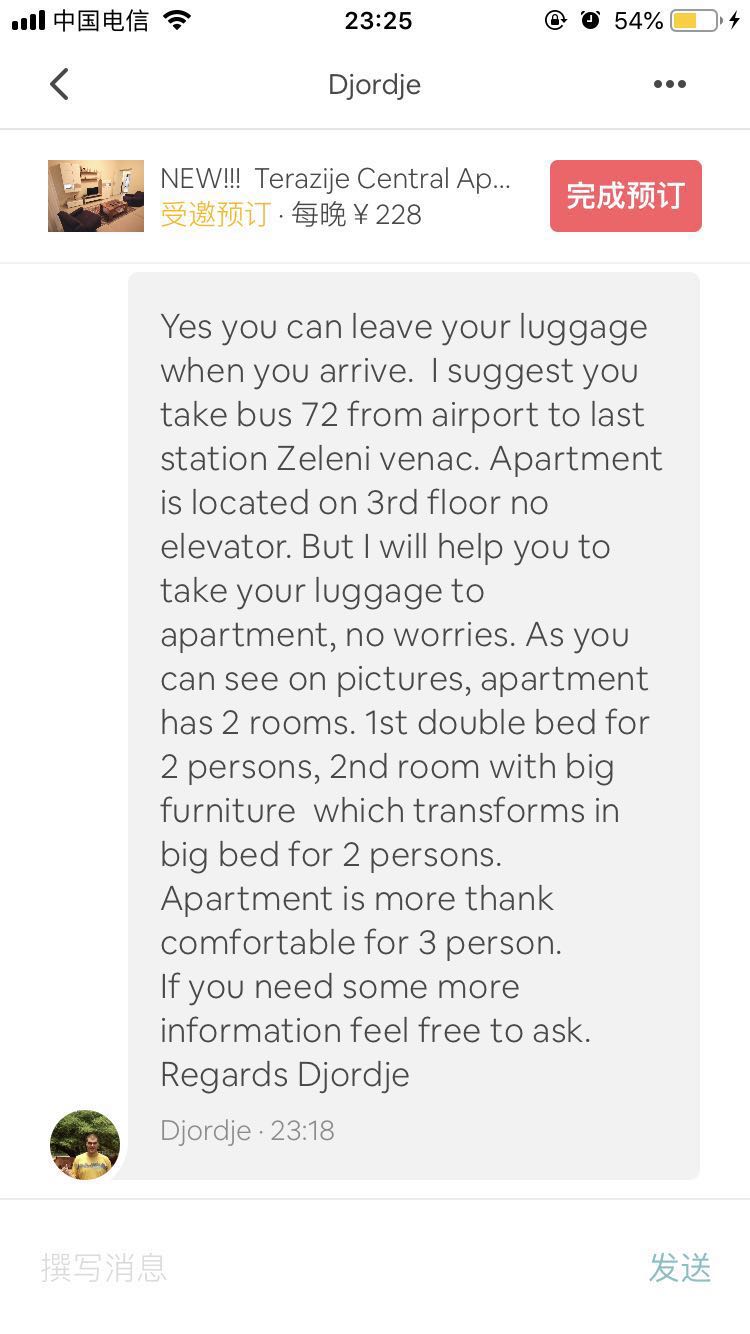 中国电信
23:25
54%
Djordje
NEW!!!  Terazije Central Ap...
受邀预订 · 每晚 ¥ 228
完成预订
Yes you can leave your luggage
when you arrive.  I suggest you
take bus 72 from airport to last
station Zeleni venac. Apartment
is located on 3rd floor no
elevator. But I will help you to
take your luggage to
apartment, no worries. As you
can see on pictures, apartment
has 2 rooms. 1st double bed for
2 persons, 2nd room with big
furniture  which transforms in
big bed for 2 persons.
Apartment is more thank
comfortable for 3 person.
If you need some more
information feel free to ask.
Regards Djordje
Djordje · 23:18
撰写消息
发送